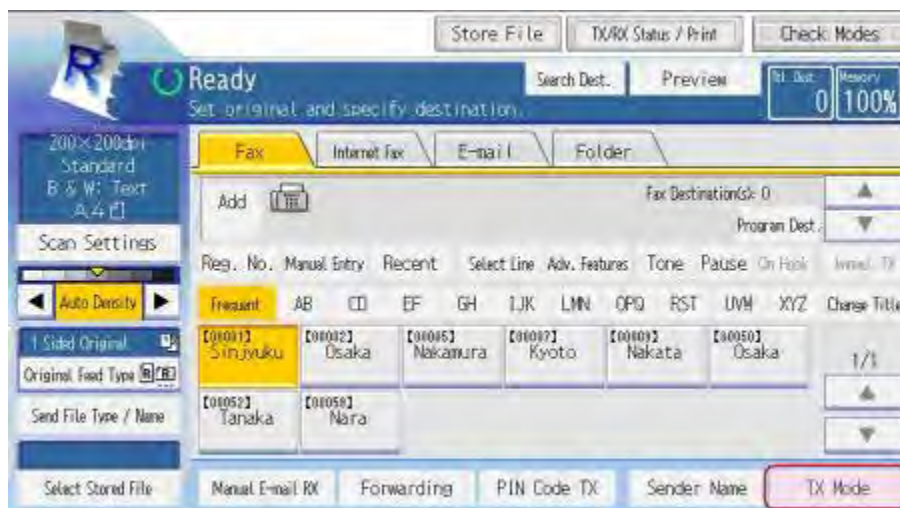 Store File TX/RX Status / Print Check Modes
R
Ready
Search Dest. Preview Ttl. Dest. Memory
0 100%
Set original and specify destination.
200×200dpi
Standard
B & W: Text
A4
Scan Settings
Auto Density
1 Sided Original
Original Feed Type
Send File Type / Name
Select Stored File
Fax Internet Fax E-mail Folder
Add
Fax Destination(s): 0
Program Dest.
Reg. No. Manual Entry Recent Select Line Adv. Features Tone Pause On Hook Immed. TX
Frequent AB CD EF GH IJK LMN OPQ RST UVW XYZ Change Title
[00001] [00002] [00005] [00007] [00009] [00050]
Sinjyuku Osaka Nakamura Kyoto Nakata Osaka
1/1
[00052] [00058]
Tanaka Nara
Manual E-mail RX Forwarding PIN Code TX Sender Name TX Mode